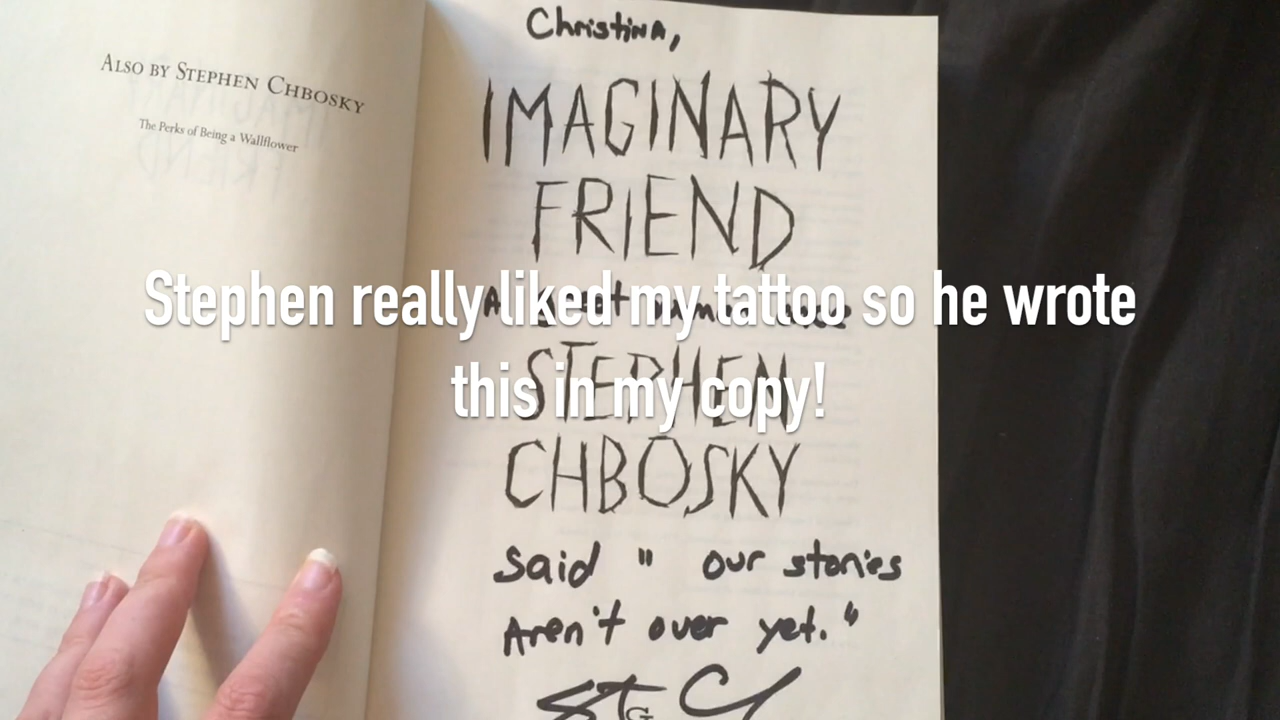 ALSO BY STEPHEN CHBOSKY
The Perks of Being a Wallflower
Christina,
IMAGINARY
FRIEND
A great
STEPHEN
CHBOSKY
said " our stories
Aren't over yet."
Stephen really liked my tattoo so he wrote
this in my copy!